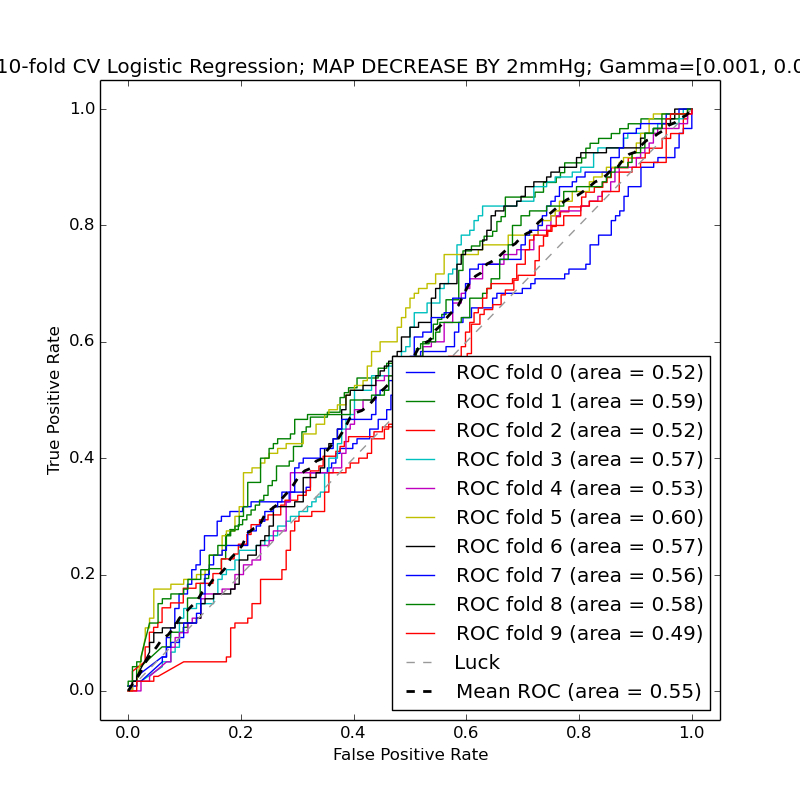 10-fold CV Logistic Regression; MAP DECREASE BY 2mmHg; Gamma=[0.001, 0.0
1.0
0.8
0.6
0.4
0.2
0.0
True Positive Rate
ROC fold 0 (area = 0.52)
ROC fold 1 (area = 0.59)
ROC fold 2 (area = 0.52)
ROC fold 3 (area = 0.57)
ROC fold 4 (area = 0.53)
ROC fold 5 (area = 0.60)
ROC fold 6 (area = 0.57)
ROC fold 7 (area = 0.56)
ROC fold 8 (area = 0.58)
ROC fold 9 (area = 0.49)
Luck
Mean ROC (area = 0.55)
0.0 0.2 0.4 0.6 0.8 1.0
False Positive Rate